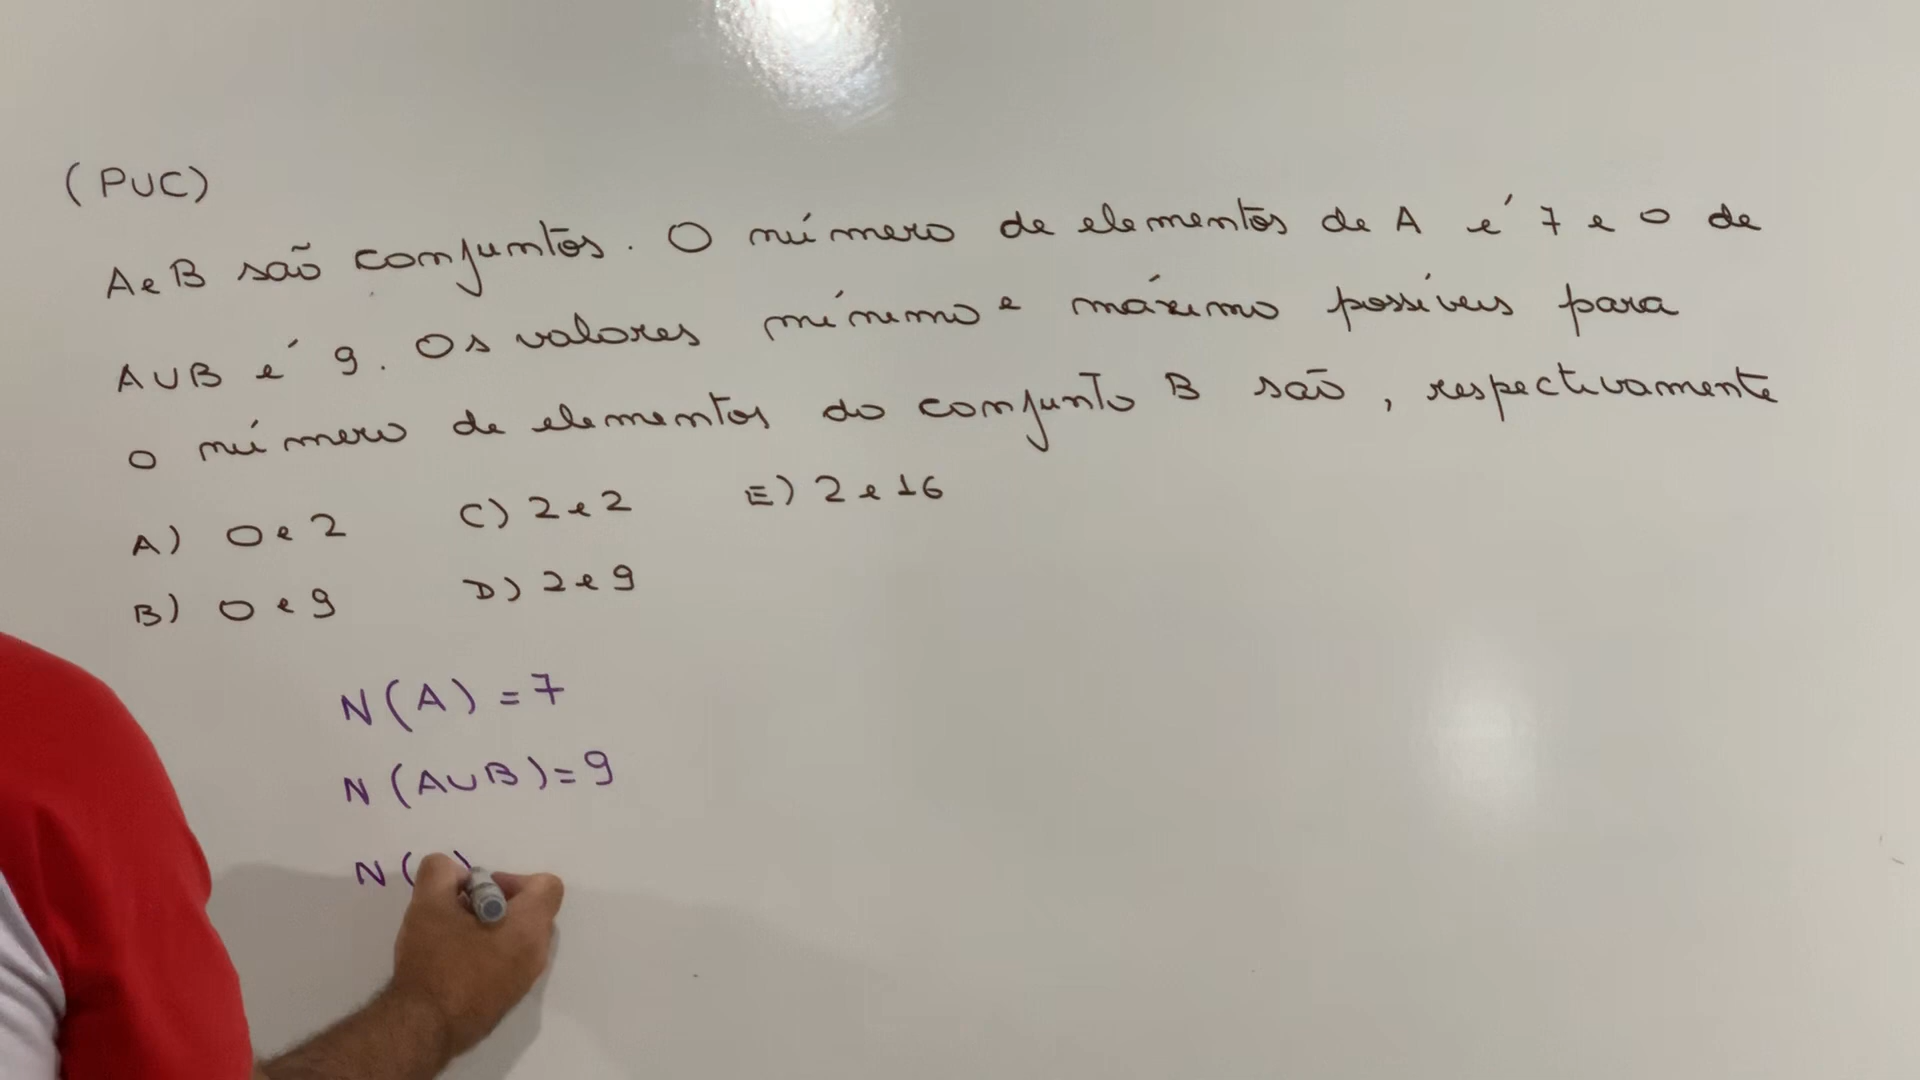 (PUC)
A e B são conjuntos. O número de elementos de A é 7 e o de
A∪B é 9. Os valores mínimo e máximo possíveis para
o número de elementos do conjunto B são, respectivamente
A) 0 e 2 C) 2 e 2 E) 2 e 16
B) 0 e 9 D) 2 e 9
N(A) = 7
N(A∪B) = 9
N( )